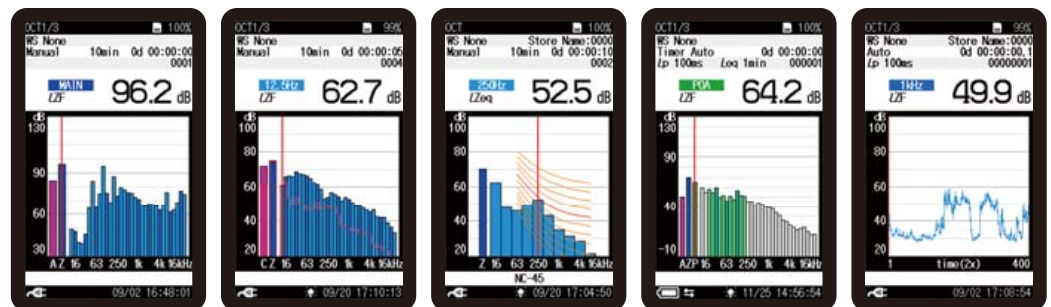 OCT1/3 100%
WS None
Manual 10min 0d 00:00:00
0001
MAIN
LZF 96.2 dB
dB
130
90
60
30
A Z 16 63 250 1k 4k 16kHz
09/02 16:48:01
OCT1/3 99%
WS None
Manual 10min 0d 00:00:05
0004
12.5Hz
LZF 62.7 dB
dB
100
80
60
40
20
C Z 16 63 250 1k 4k 16kHz
09/20 17:10:13
OCT 100%
WS None Store Name:0000
Manual 10min 0d 00:00:10
0002
250Hz
LZeq 52.5 dB
dB
100
80
60
40
20
Z 16 63 250 1k 4k 16kHz
NC-45
09/20 17:04:50
OCT1/3 100%
WS None
Timer Auto 0d 00:00:00
Lp 100ms Leq 1min 000001
POA
LZF 64.2 dB
dB
130
90
40
-10
AZP 16 63 250 1k 4k 16kHz
11/25 14:56:54
OCT1/3 99%
WS None Store Name:0000
Auto 0d 00:00:00.1
Lp 100ms 00000001
1kHz
LZF 49.9 dB
dB
100
80
60
40
20
1 time(2x) 400
09/02 17:08:54